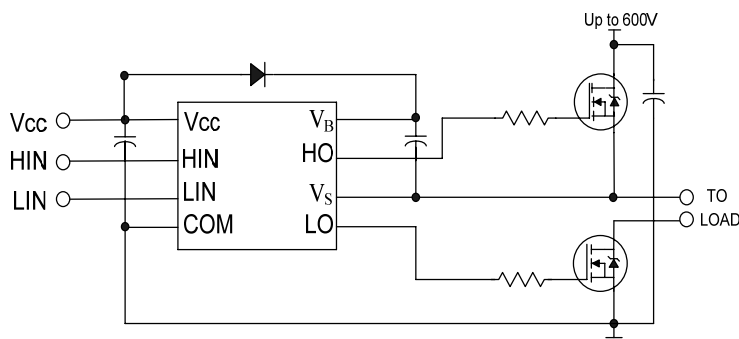 Up to 600V
Vcc
HIN
LIN
Vcc
HIN
LIN
COM
VB
HO
VS
LO
TO
LOAD